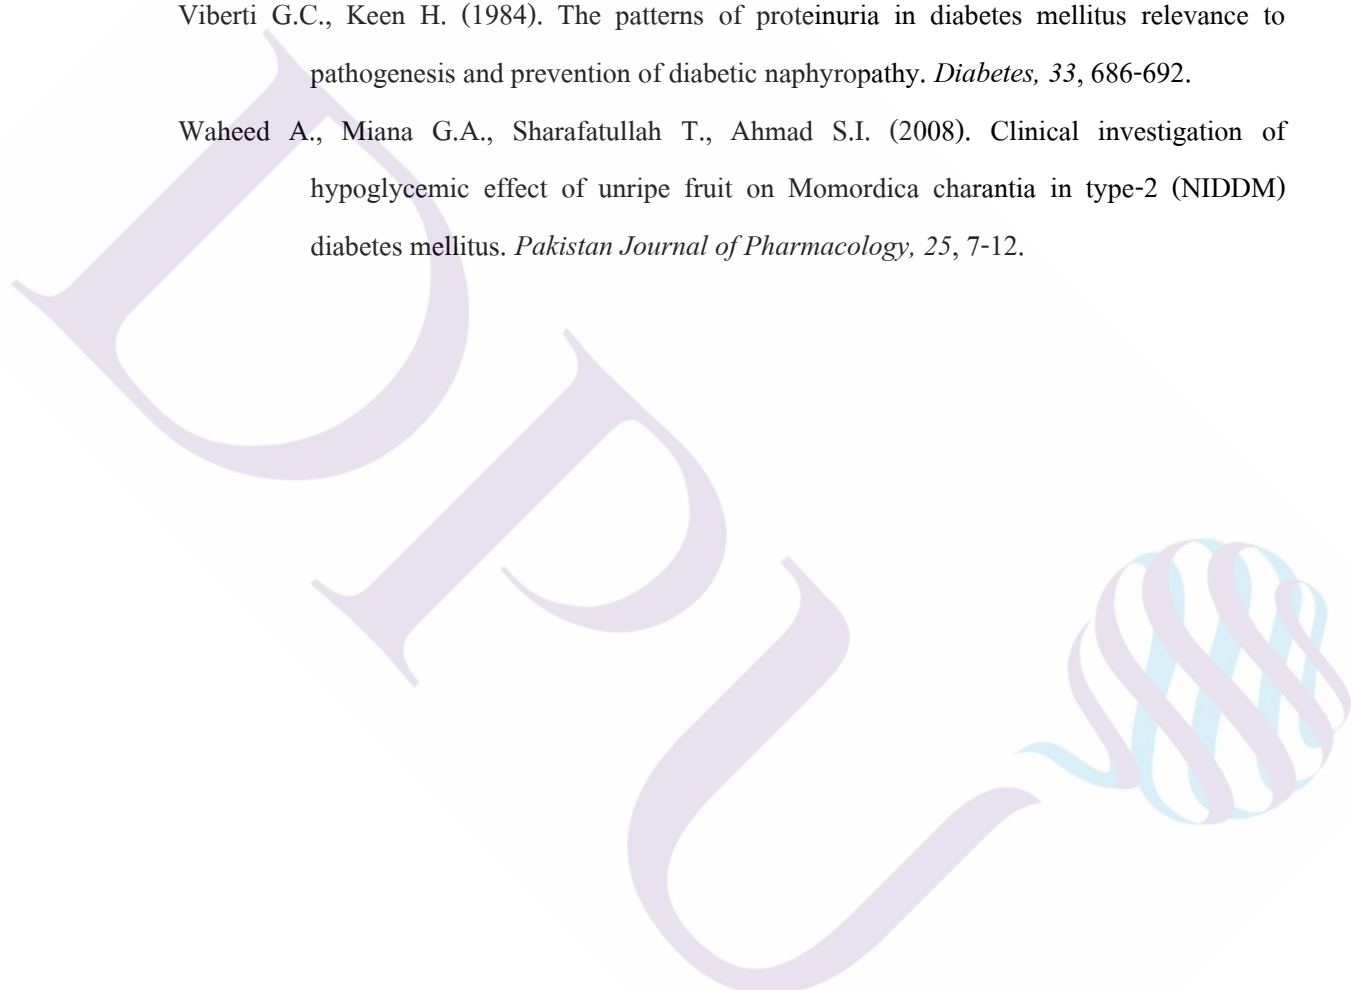 Viberti G.C., Keen H. (1984). The patterns of proteinuria in diabetes mellitus relevance to
pathogenesis and prevention of diabetic naphyropathy. Diabetes, 33, 686-692.
Waheed A., Miana G.A., Sharafatullah T., Ahmad S.I. (2008). Clinical investigation of
hypoglycemic effect of unripe fruit on Momordica charantia in type-2 (NIDDM)
diabetes mellitus. Pakistan Journal of Pharmacology, 25, 7-12.
DPU